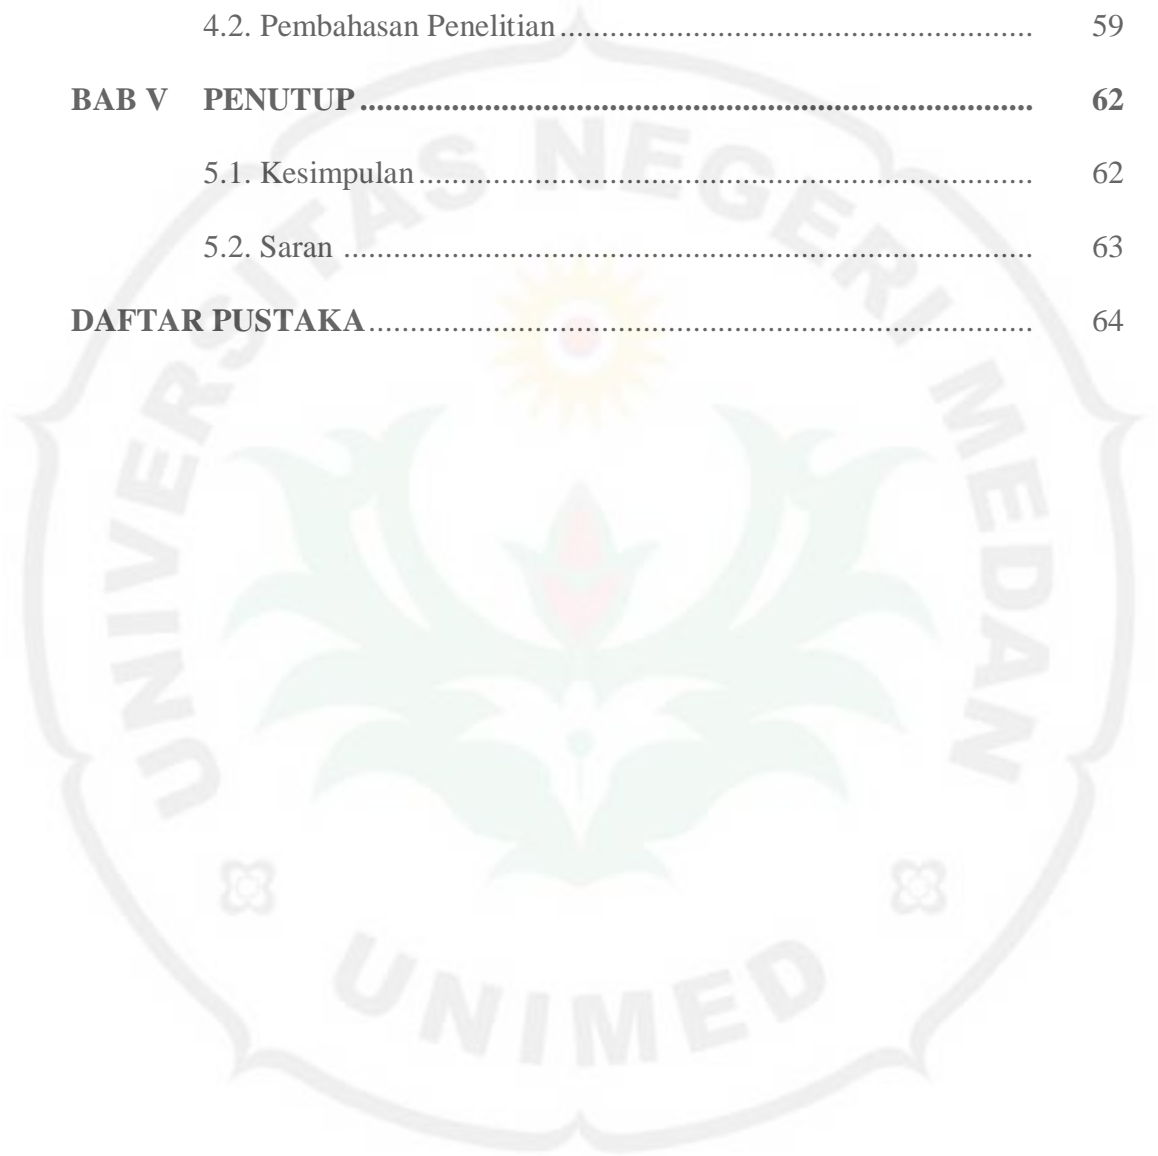 4.2. Pembahasan Penelitian ........................................................ 59
BAB V PENUTUP ................................................................................ 62
5.1. Kesimpulan ......................................................................... 62
5.2. Saran .................................................................................. 63
DAFTAR PUSTAKA ............................................................................... 64
UNIVERSITAS NEGERI MEDAN
UNIMED